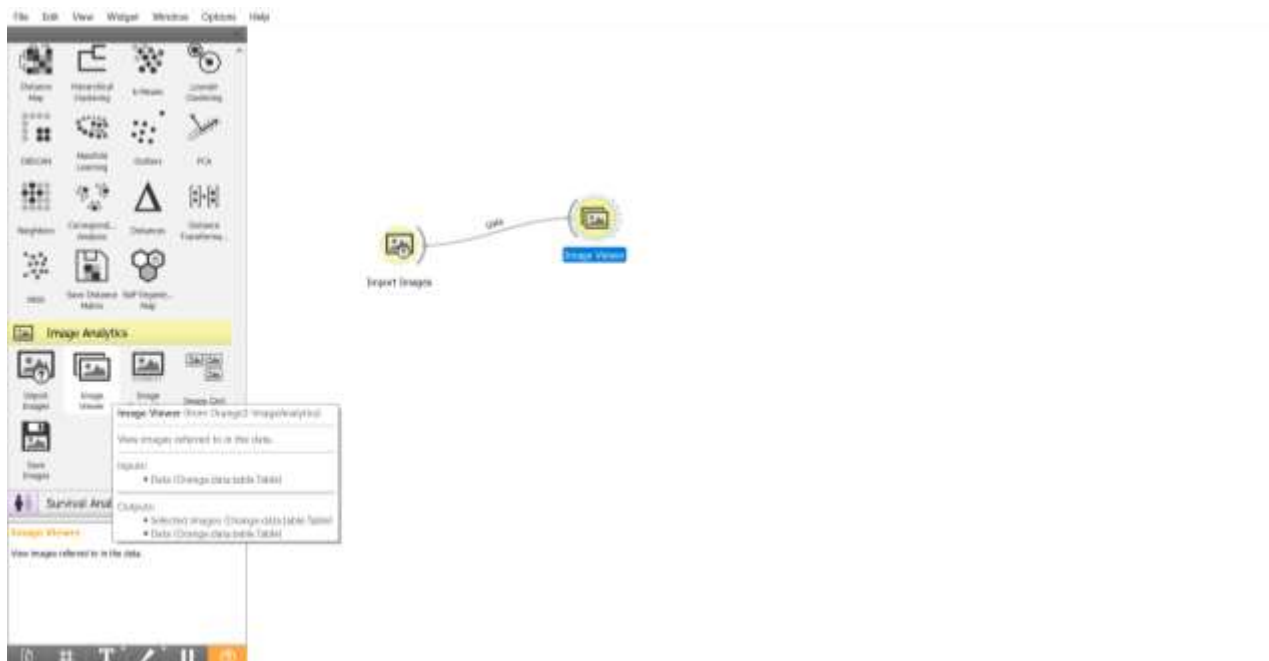 File Edit View Widget Window Options Help
Distance Hierarchical k-Means Louvain
Map Clustering Clustering
DBSCAN Manifold Outliers PCA
Learning
Neighbors Correspond... Distances Distance
Analysis Transforma...
MDS Save Distance Self-Organi...
Matrix Map
Image Analytics
Import Image Image Image Grid
Images Viewer
Save
Images
Survival Anal
Image Viewer
View images referred to in the data.
Image Viewer (from Orange3-ImageAnalytics)
View images referred to in the data.
Inputs:
• Data (Orange.data.table.Table)
Outputs:
• Selected Images (Orange.data.table.Table)
• Data (Orange.data.table.Table)
Import Images
Data
Image Viewer